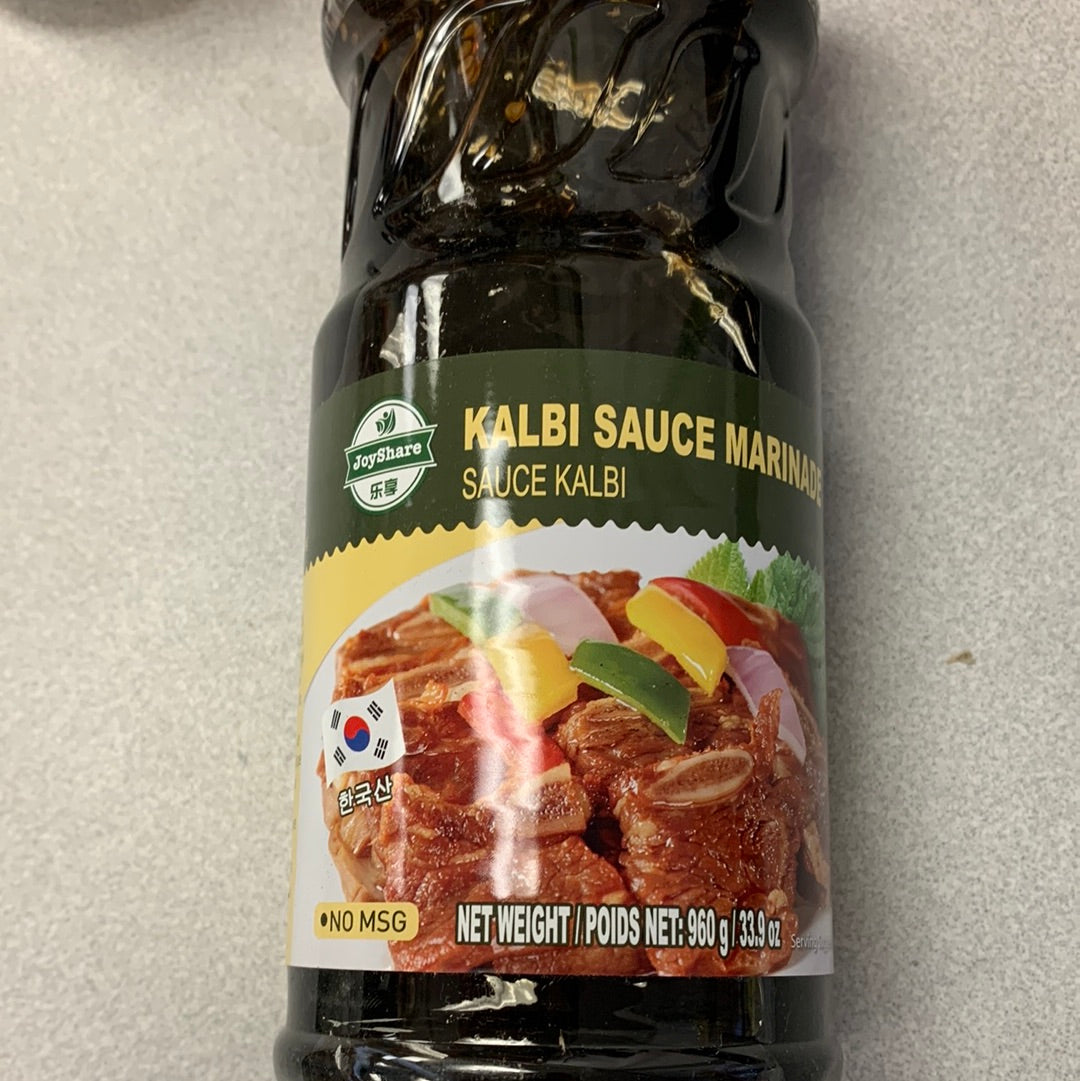 JoyShare
乐享
KALBI SAUCE MARINADE
SAUCE KALBI
한국산
•NO MSG
NET WEIGHT / POIDS NET: 960 g / 33.9 oz
Serving